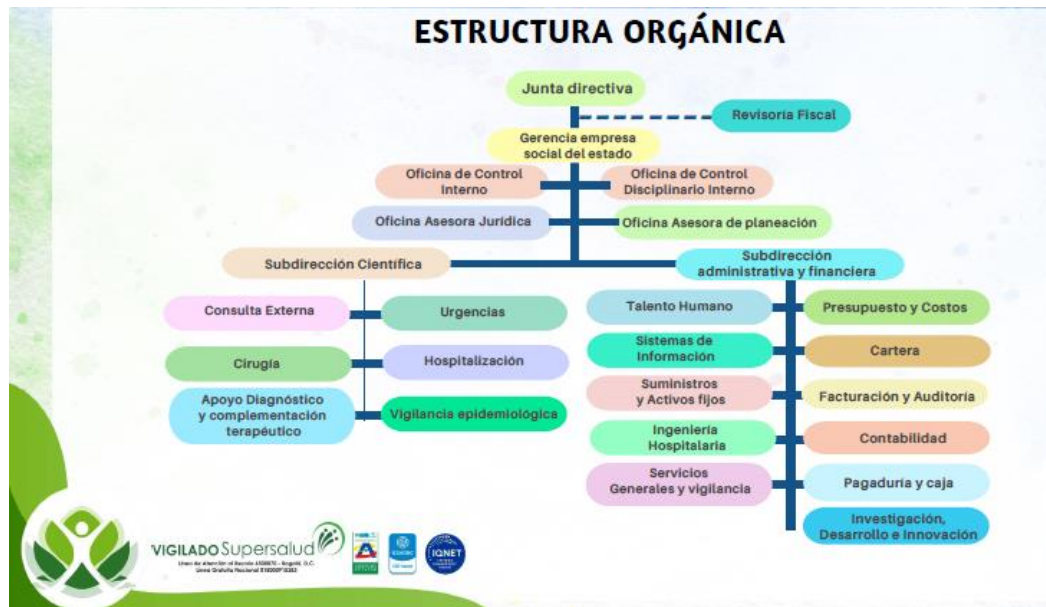 ESTRUCTURA ORGÁNICA
Junta directiva
Revisoría Fiscal
Gerencia empresa
social del estado
Oficina de Control
Interno
Oficina de Control
Disciplinario Interno
Oficina Asesora Jurídica
Oficina Asesora de planeación
Subdirección Científica
Subdirección
administrativa y financiera
Consulta Externa
Urgencias
Cirugía
Hospitalización
Apoyo Diagnóstico
y complementación
terapéutico
Vigilancia epidemiológica
Talento Humano
Presupuesto y Costos
Sistemas de
Información
Cartera
Suministros
y Activos fijos
Facturación y Auditoría
Ingeniería
Hospitalaria
Contabilidad
Servicios
Generales y vigilancia
Pagaduría y caja
Investigación,
Desarrollo e Innovación
VIGILADO Supersalud
IQNET